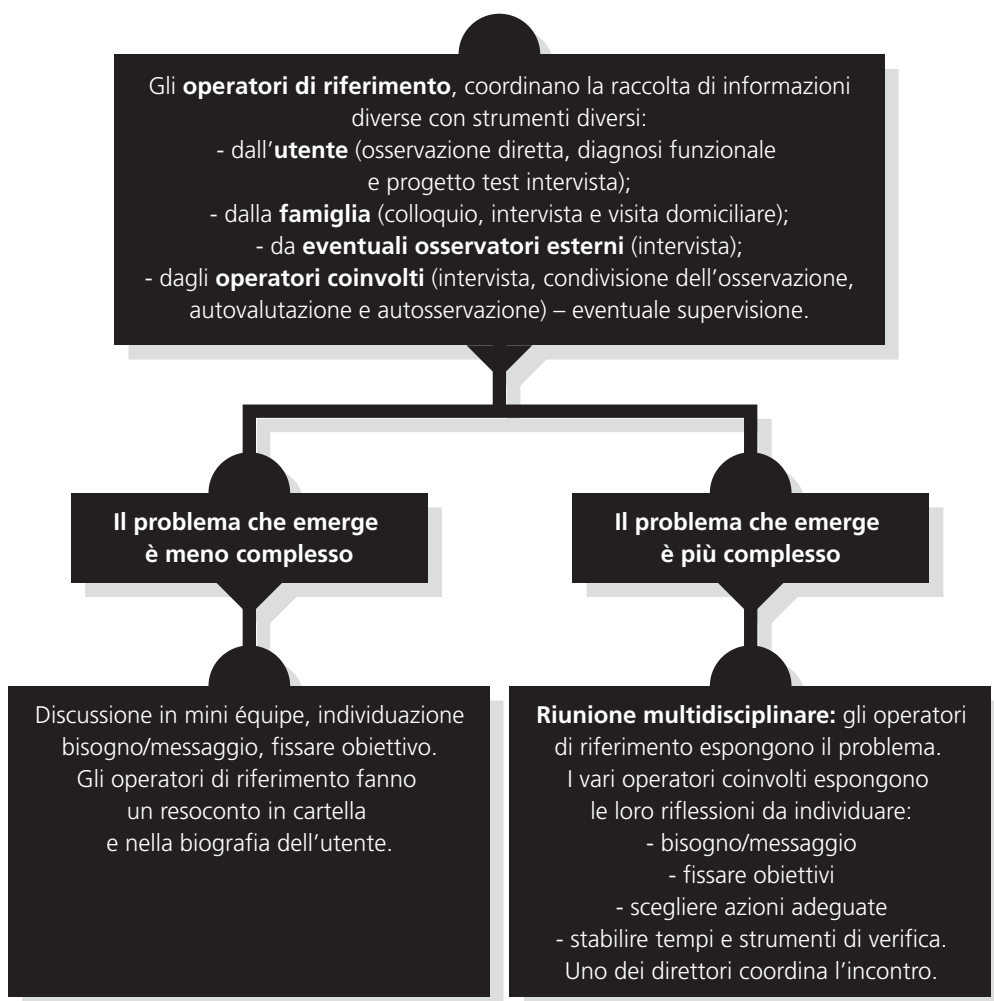 Gli operatori di riferimento, coordinano la raccolta di informazioni
diverse con strumenti diversi:
- dall’utente (osservazione diretta, diagnosi funzionale
e progetto test intervista);
- dalla famiglia (colloquio, intervista e visita domiciliare);
- da eventuali osservatori esterni (intervista);
- dagli operatori coinvolti (intervista, condivisione dell’osservazione,
autovalutazione e autosservazione) – eventuale supervisione.
Il problema che emerge
è meno complesso
Il problema che emerge
è più complesso
Discussione in mini équipe, individuazione
bisogno/messaggio, fissare obiettivo.
Gli operatori di riferimento fanno
un resoconto in cartella
e nella biografia dell’utente.
Riunione multidisciplinare: gli operatori
di riferimento espongono il problema.
I vari operatori coinvolti espongono
le loro riflessioni da individuare:
- bisogno/messaggio
- fissare obiettivi
- scegliere azioni adeguate
- stabilire tempi e strumenti di verifica.
Uno dei direttori coordina l’incontro.